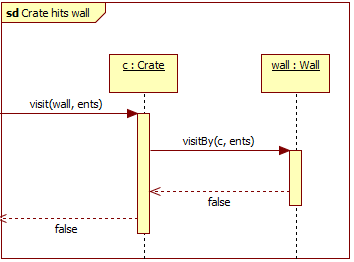 sd Crate hits wall
c : Crate
wall : Wall
visit(wall, ents)
visitBy(c, ents)
false
false